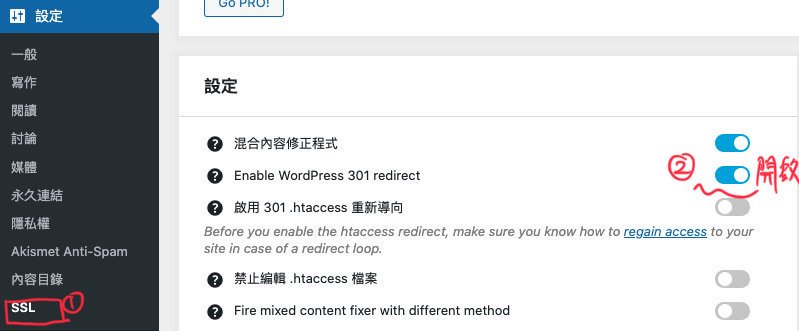 Go PRO!
設定
一般
寫作
閱讀
討論
媒體
永久連結
隱私權
Akismet Anti-Spam
內容目錄
SSL ①
設定
混合內容修正程式
Enable WordPress 301 redirect
② 開啟
啟用 301 .htaccess 重新導向
Before you enable the htaccess redirect, make sure you know how to regain access to your
site in case of a redirect loop.
禁止編輯 .htaccess 檔案
Fire mixed content fixer with different method